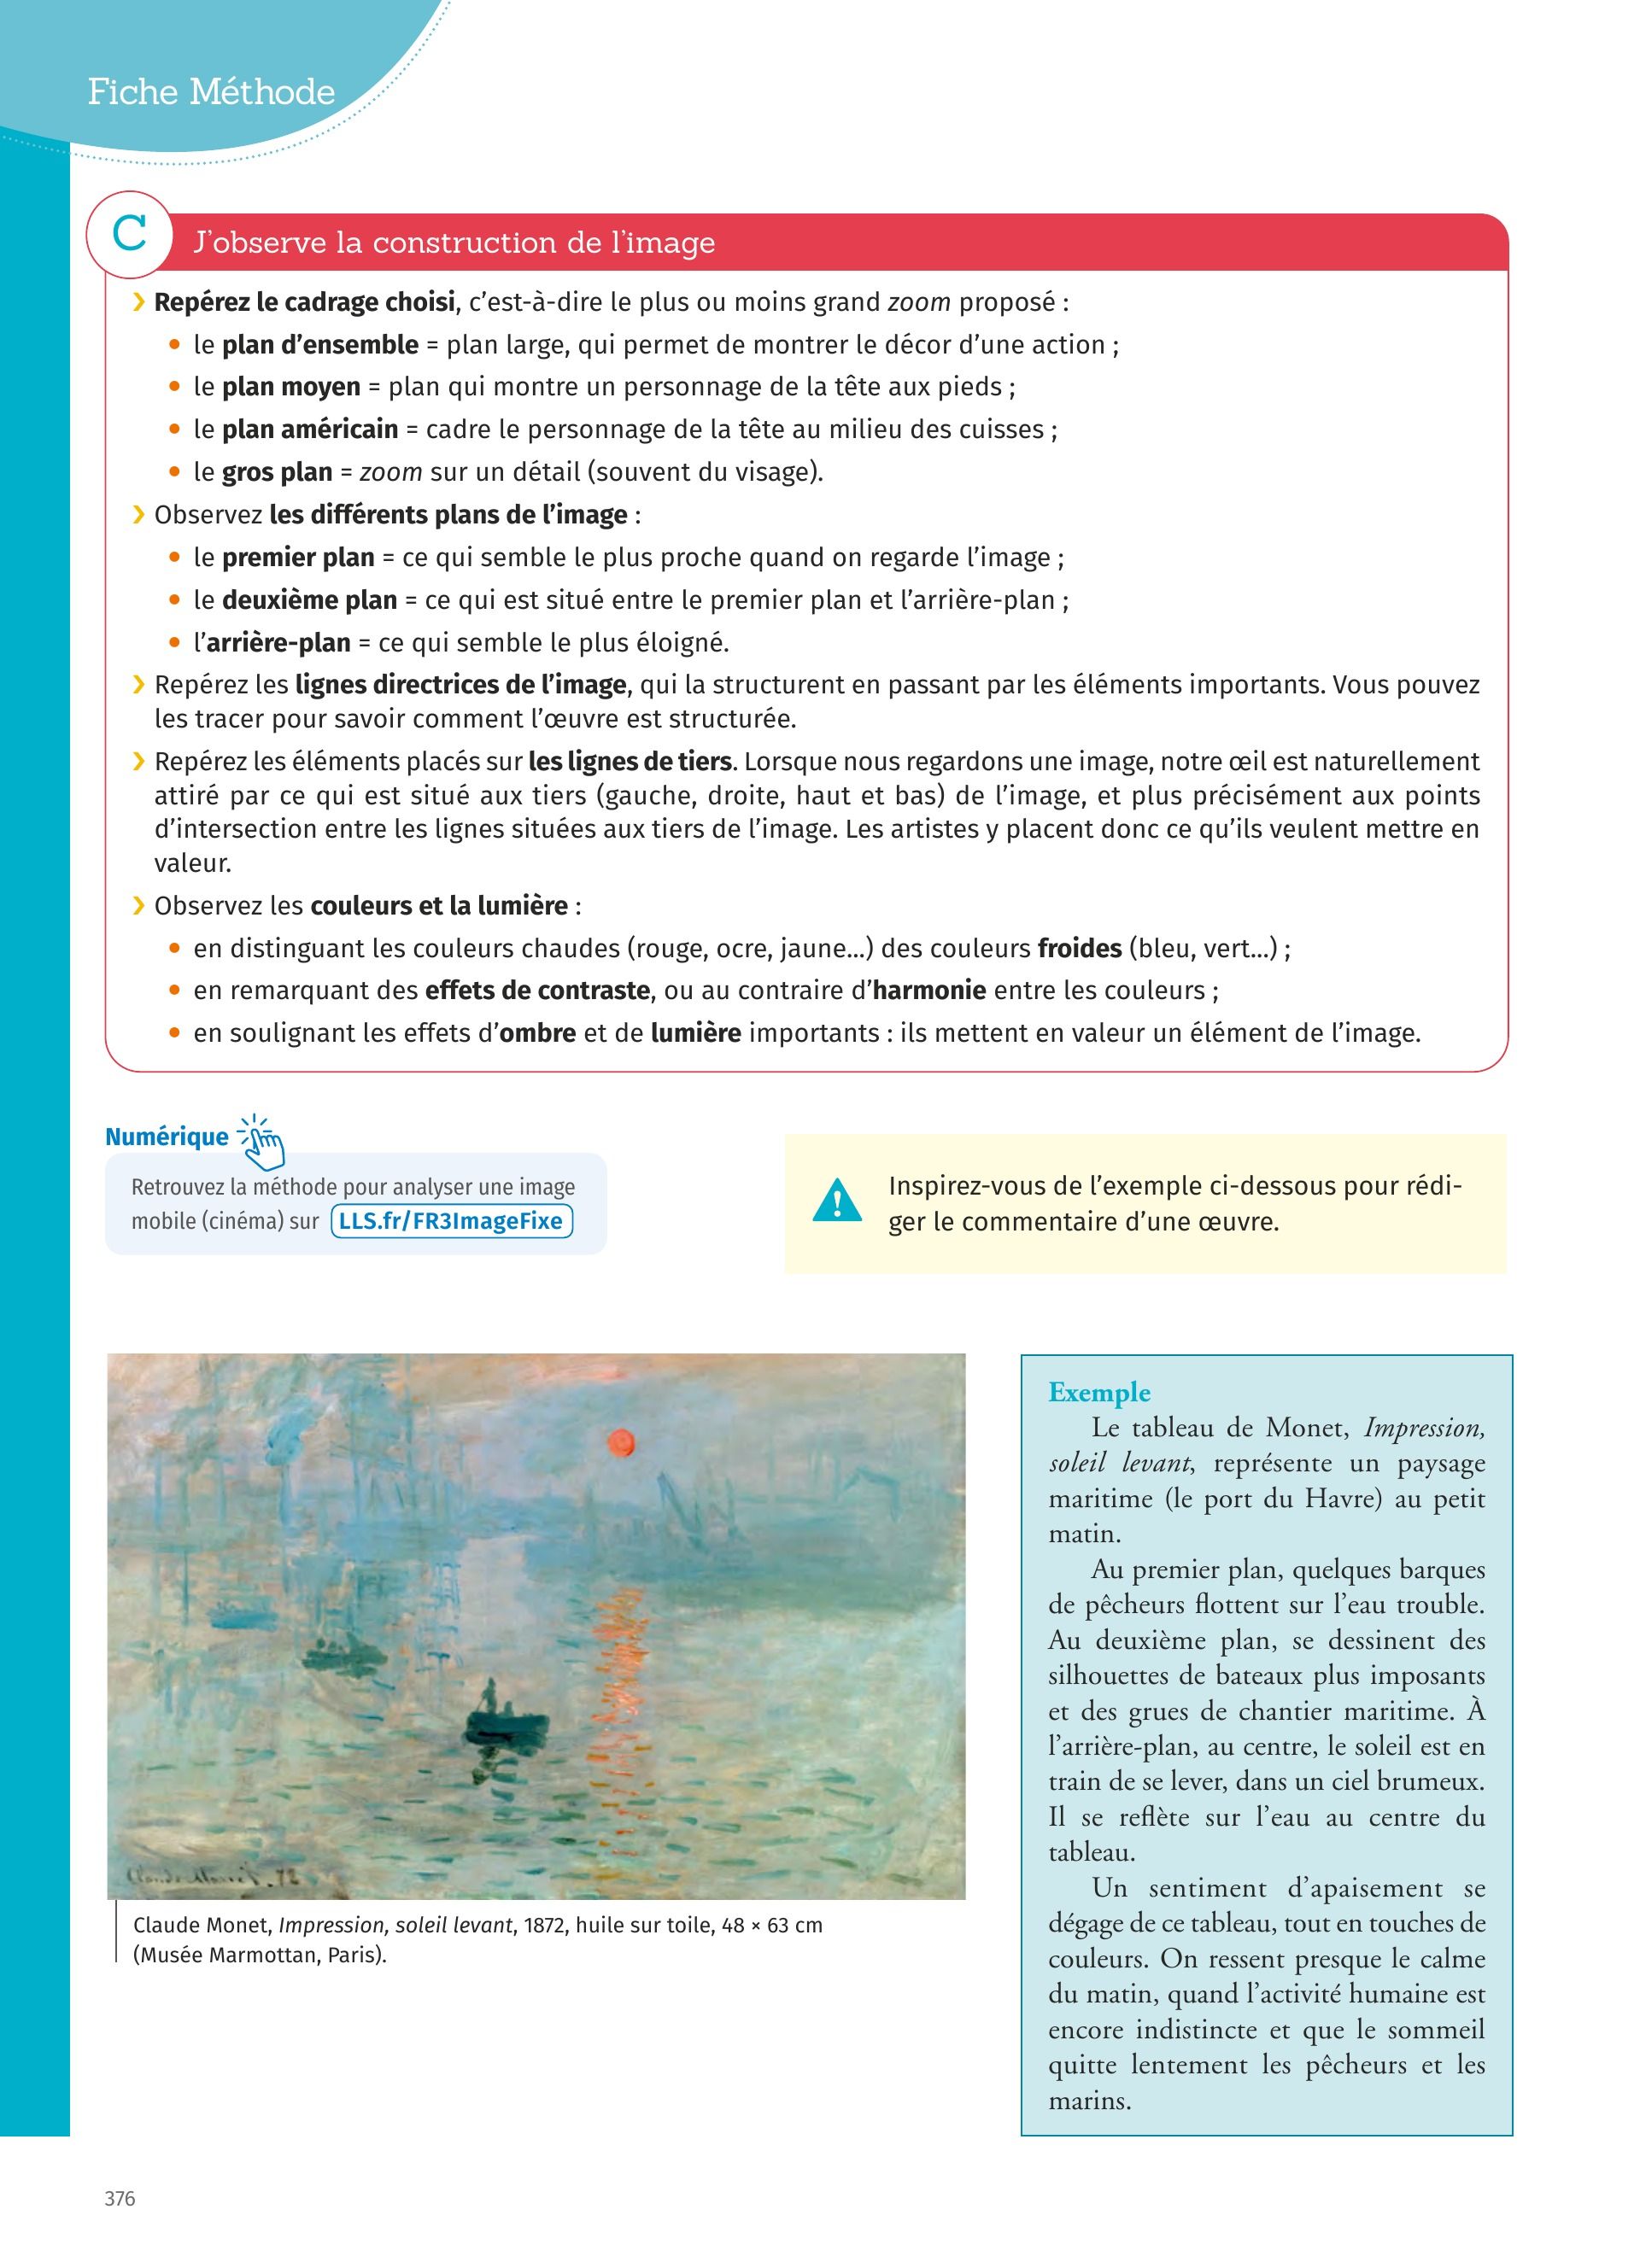 Fiche Méthode
C
J'observe la construction de l'image
› Repérez le cadrage choisi, c'est-à-dire le plus ou moins grand zoom proposé :
• le plan d'ensemble = plan large, qui permet de montrer le décor d'une action ;
• le plan moyen = plan qui montre un personnage de la tête aux pieds ;
• le plan américain = cadre le personnage de la tête au milieu des cuisses ;
• le gros plan = zoom sur un détail (souvent du visage).
› Observez les différents plans de l'image :
• le premier plan = ce qui semble le plus proche quand on regarde l'image ;
• le deuxième plan = ce qui est situé entre le premier plan et l'arrière-plan ;
• l'arrière-plan = ce qui semble le plus éloigné.
› Repérez les lignes directrices de l'image, qui la structurent en passant par les éléments importants. Vous pouvez
les tracer pour savoir comment l'œuvre est structurée.
› Repérez les éléments placés sur les lignes de tiers. Lorsque nous regardons une image, notre œil est naturellement
attiré par ce qui est situé aux tiers (gauche, droite, haut et bas) de l'image, et plus précisément aux points
d'intersection entre les lignes situées aux tiers de l'image. Les artistes y placent donc ce qu'ils veulent mettre en
valeur.
› Observez les couleurs et la lumière :
• en distinguant les couleurs chaudes (rouge, ocre, jaune…) des couleurs froides (bleu, vert…) ;
• en remarquant des effets de contraste, ou au contraire d'harmonie entre les couleurs ;
• en soulignant les effets d'ombre et de lumière importants : ils mettent en valeur un élément de l'image.
Numérique
Retrouvez la méthode pour analyser une image
mobile (cinéma) sur LLS.fr/FR3ImageFixe
Inspirez-vous de l'exemple ci-dessous pour rédi-
ger le commentaire d'une œuvre.
Claude Monet. 72
Claude Monet, Impression, soleil levant, 1872, huile sur toile, 48 × 63 cm
(Musée Marmottan, Paris).
Exemple
Le tableau de Monet, Impression,
soleil levant, représente un paysage
maritime (le port du Havre) au petit
matin.
Au premier plan, quelques barques
de pêcheurs flottent sur l'eau trouble.
Au deuxième plan, se dessinent des
silhouettes de bateaux plus imposants
et des grues de chantier maritime. À
l'arrière-plan, au centre, le soleil est en
train de se lever, dans un ciel brumeux.
Il se reflète sur l'eau au centre du
tableau.
Un sentiment d'apaisement se
dégage de ce tableau, tout en touches de
couleurs. On ressent presque le calme
du matin, quand l'activité humaine est
encore indistincte et que le sommeil
quitte lentement les pêcheurs et les
marins.
376